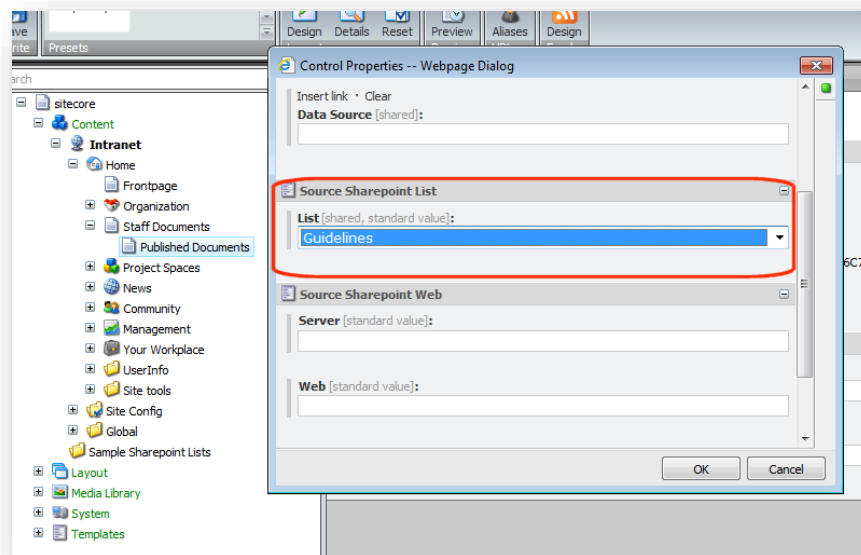 Design Details Reset Preview Aliases Design
Presets
Control Properties -- Webpage Dialog
Insert link · Clear
Data Source [shared]:
sitecore
Content
Intranet
Home
Frontpage
Organization
Staff Documents
Published Documents
Project Spaces
News
Community
Management
Your Workplace
UserInfo
Site tools
Site Config
Global
Sample Sharepoint Lists
Layout
Media Library
System
Templates
Source Sharepoint List
List [shared, standard value]:
Guidelines
Source Sharepoint Web
Server [standard value]:
Web [standard value]:
OK Cancel
6C7